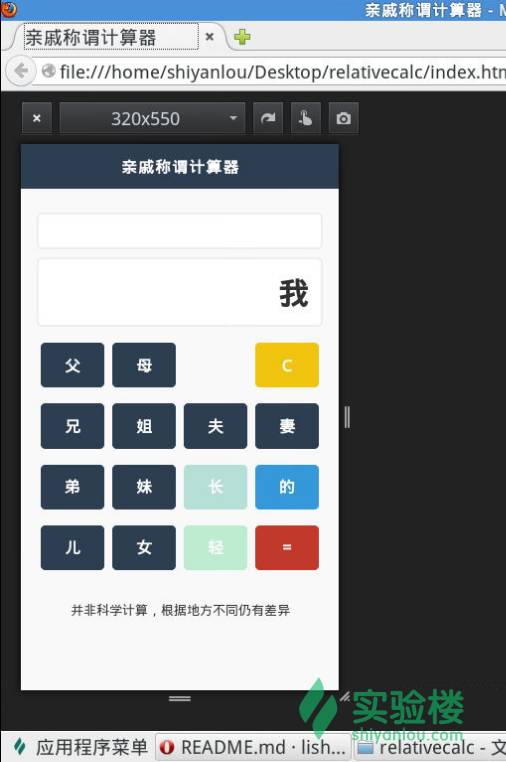 亲戚称谓计算器 - M
亲戚称谓计算器
file:///home/shiyanlou/Desktop/relativecalc/index.htm
320x550
亲戚称谓计算器
我
父 母 C
兄 姐 夫 妻
弟 妹 长 的
儿 女 轻 =
并非科学计算，根据地方不同仍有差异
实验楼
shiyanlou.com
应用程序菜单 README.md · lish... relativecalc - 文